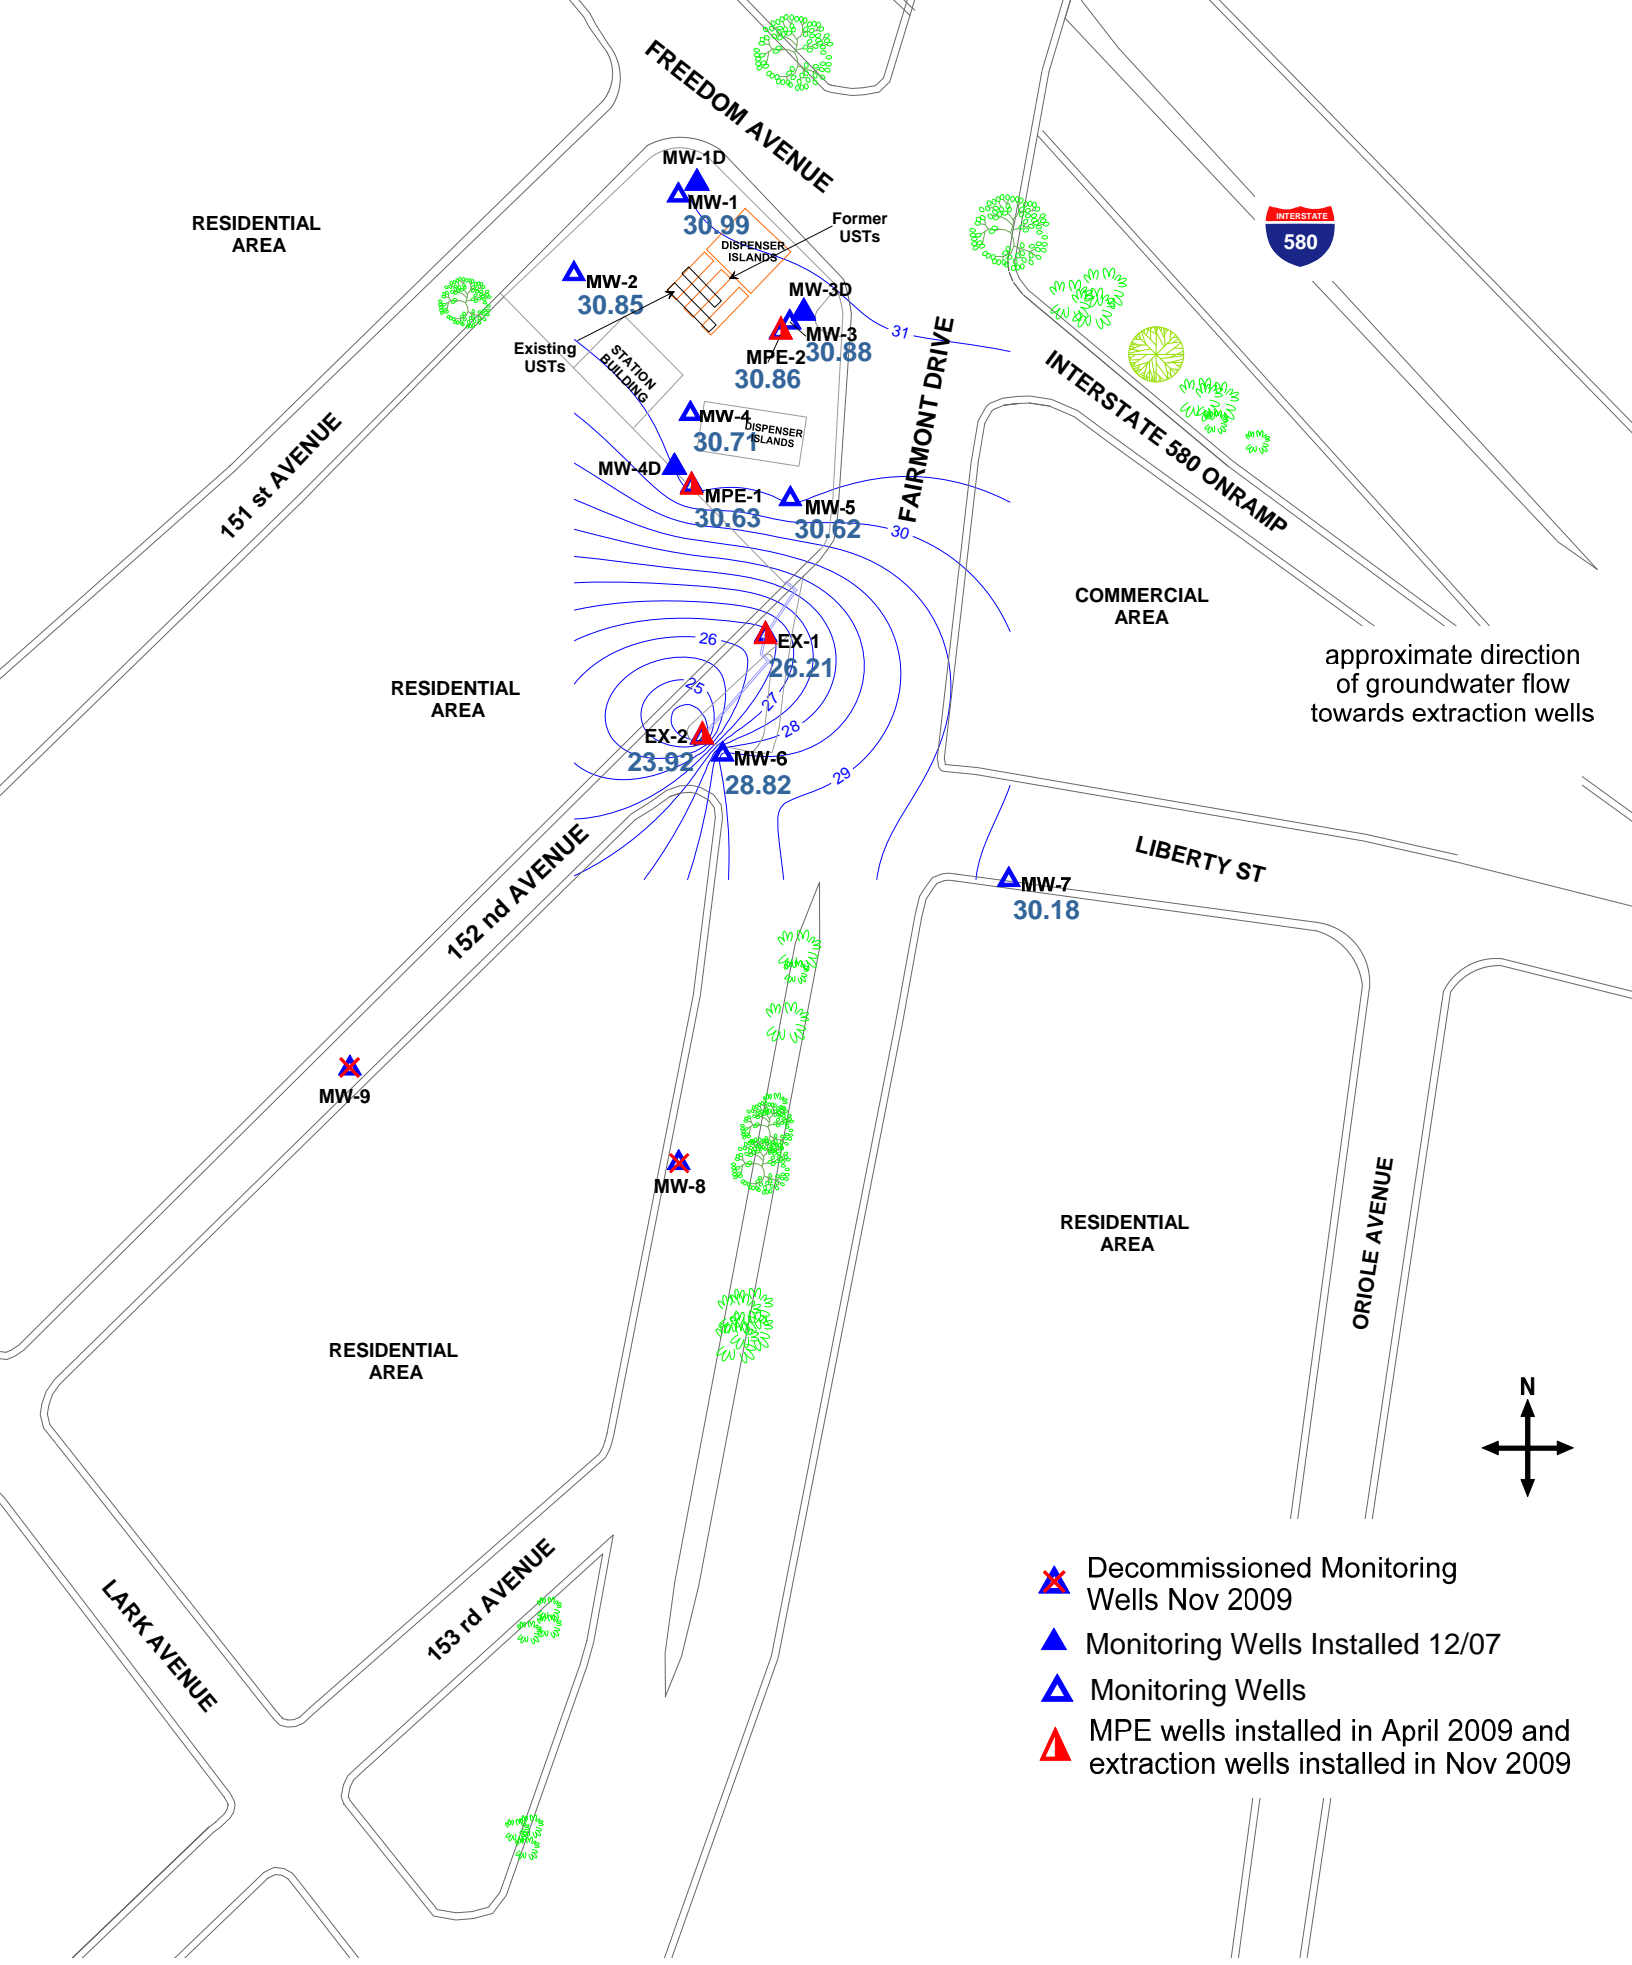 FREEDOM AVENUE
MW-1D
MW-1
30.99
Former
USTs
DISPENSER
ISLANDS
RESIDENTIAL
AREA
INTERSTATE
580
MW-2
30.85
MW-3D
MW-3
30.88
MPE-2
30.86
Existing
USTs
STATION
BUILDING
31
FAIRMONT DRIVE
INTERSTATE 580 ONRAMP
151 st AVENUE
MW-4
30.71
DISPENSER
ISLANDS
MW-4D
MPE-1
30.63
MW-5
30.62
30
COMMERCIAL
AREA
approximate direction
of groundwater flow
towards extraction wells
26
EX-1
26.21
RESIDENTIAL
AREA
25
27
28
EX-2
23.92
MW-6
28.82
29
LIBERTY ST
152 nd AVENUE
MW-7
30.18
MW-9
MW-8
RESIDENTIAL
AREA
ORIOLE AVENUE
RESIDENTIAL
AREA
N
LARK AVENUE
153 rd AVENUE
Decommissioned Monitoring
Wells Nov 2009
Monitoring Wells Installed 12/07
Monitoring Wells
MPE wells installed in April 2009 and
extraction wells installed in Nov 2009